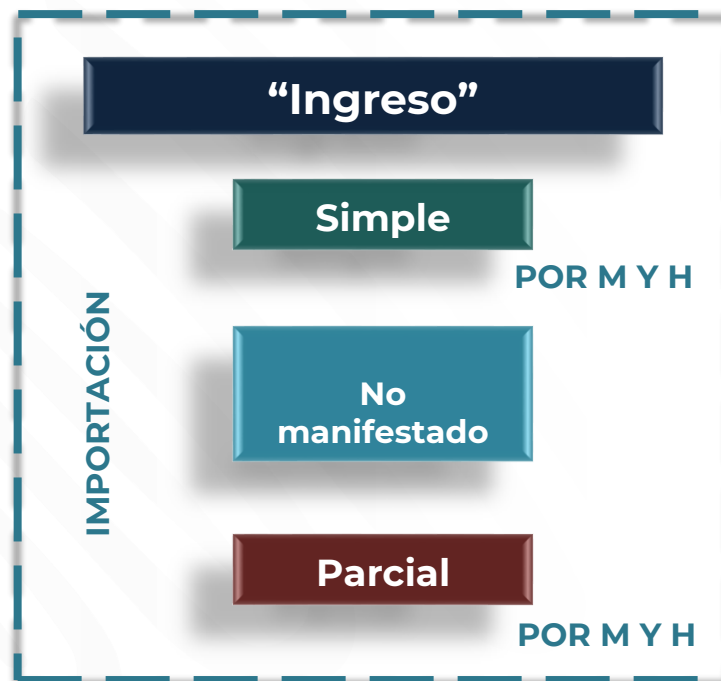 “Ingreso”
Simple
POR M Y H
IMPORTACIÓN
No
manifestado
Parcial
POR M Y H